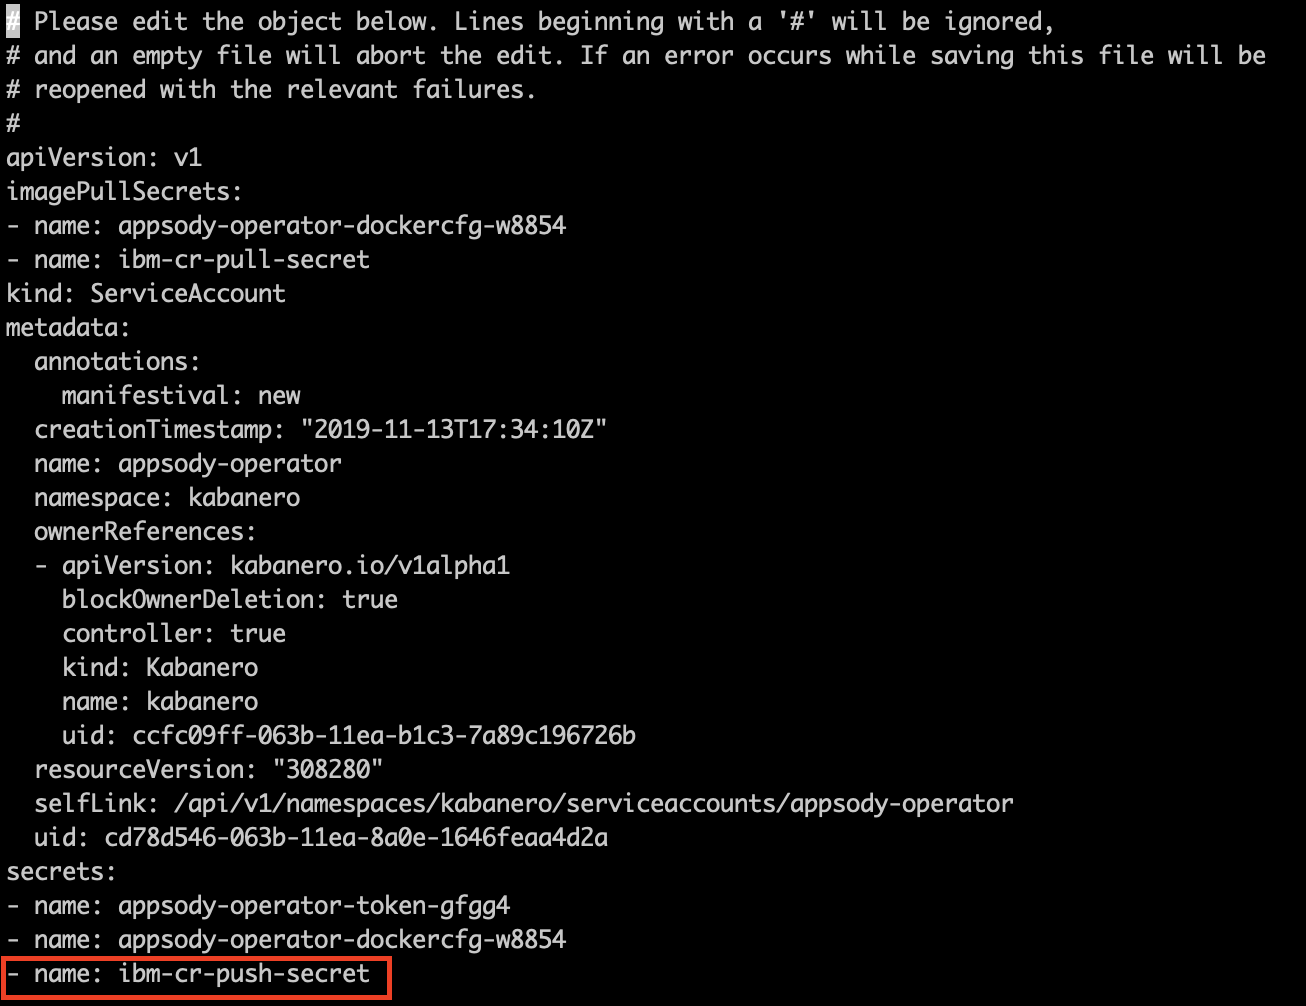 # Please edit the object below. Lines beginning with a '#' will be ignored,
# and an empty file will abort the edit. If an error occurs while saving this file will be
# reopened with the relevant failures.
#
apiVersion: v1
imagePullSecrets:
- name: appsody-operator-dockercfg-w8854
- name: ibm-cr-pull-secret
kind: ServiceAccount
metadata:
  annotations:
    manifestival: new
  creationTimestamp: "2019-11-13T17:34:10Z"
  name: appsody-operator
  namespace: kabanero
  ownerReferences:
  - apiVersion: kabanero.io/v1alpha1
    blockOwnerDeletion: true
    controller: true
    kind: Kabanero
    name: kabanero
    uid: ccfc09ff-063b-11ea-b1c3-7a89c196726b
  resourceVersion: "308280"
  selfLink: /api/v1/namespaces/kabanero/serviceaccounts/appsody-operator
  uid: cd78d546-063b-11ea-8a0e-1646feaa4d2a
secrets:
- name: appsody-operator-token-gfgg4
- name: appsody-operator-dockercfg-w8854
- name: ibm-cr-push-secret